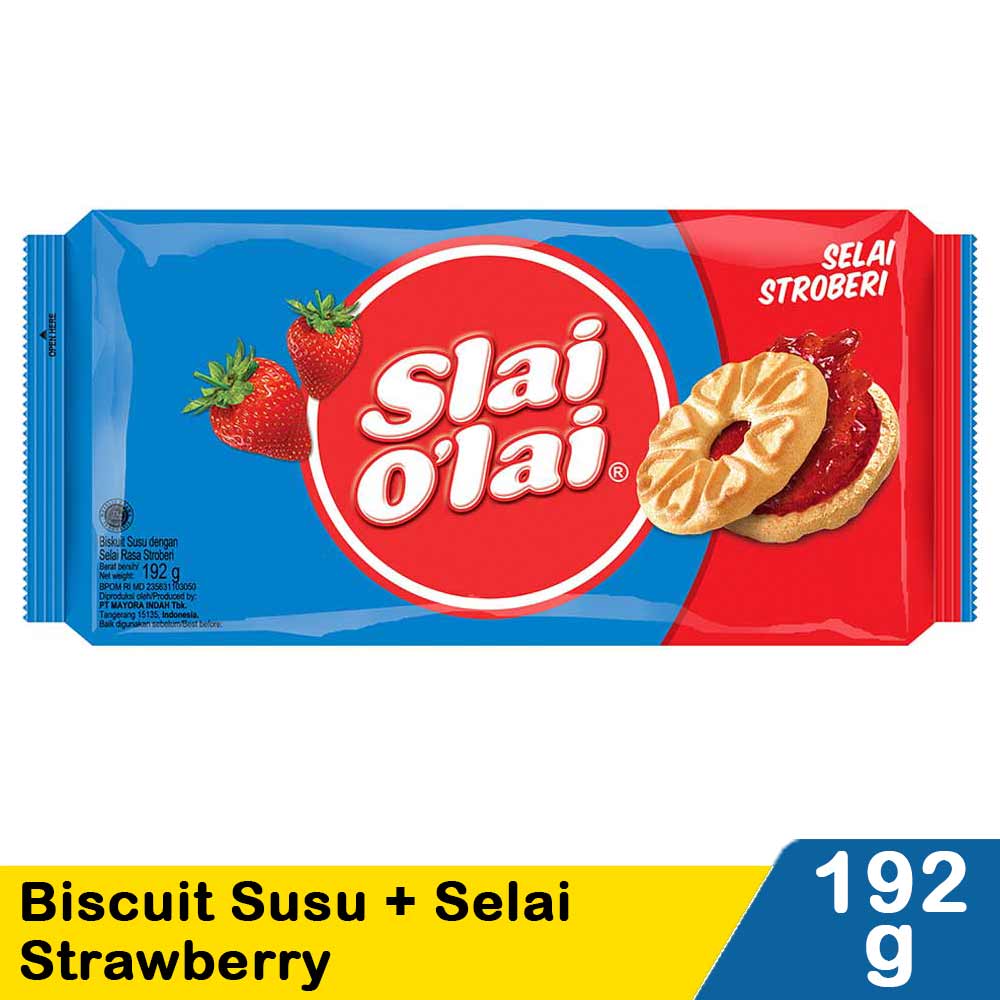 SELAI
STROBERI
Slai
O'lai®
OPEN HERE
Biskuit Susu dengan
Selai Rasa Stroberi
Berat bersih/
Net weight: 192 g
BPOM RI MD 235631103050
Diproduksi oleh/Produced by:
PT MAYORA INDAH Tbk.
Tangerang 15135, Indonesia.
Baik digunakan sebelum/Best before:
Biscuit Susu + Selai
Strawberry
192
g